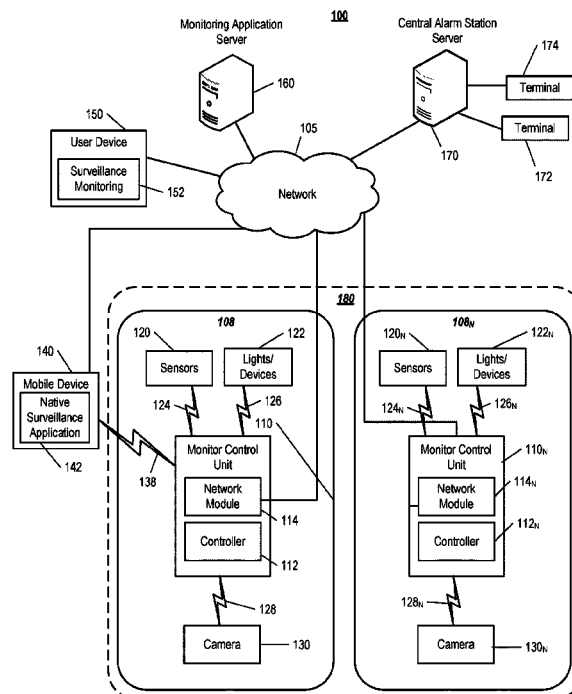 100
Monitoring Application
Server
160
Central Alarm Station
Server
174
Terminal
Terminal
172
170
150
User Device
Surveillance
Monitoring
152
105
Network
180
108
120
122
Sensors
Lights/
Devices
124
126
110
Monitor Control
Unit
Network
Module
114
Controller
112
128
Camera
130
140
Mobile Device
Native
Surveillance
Application
142
138
108N
120N
122N
Sensors
Lights/
Devices
124N
126N
Monitor Control
Unit
110N
Network
Module
114N
Controller
112N
128N
Camera
130N